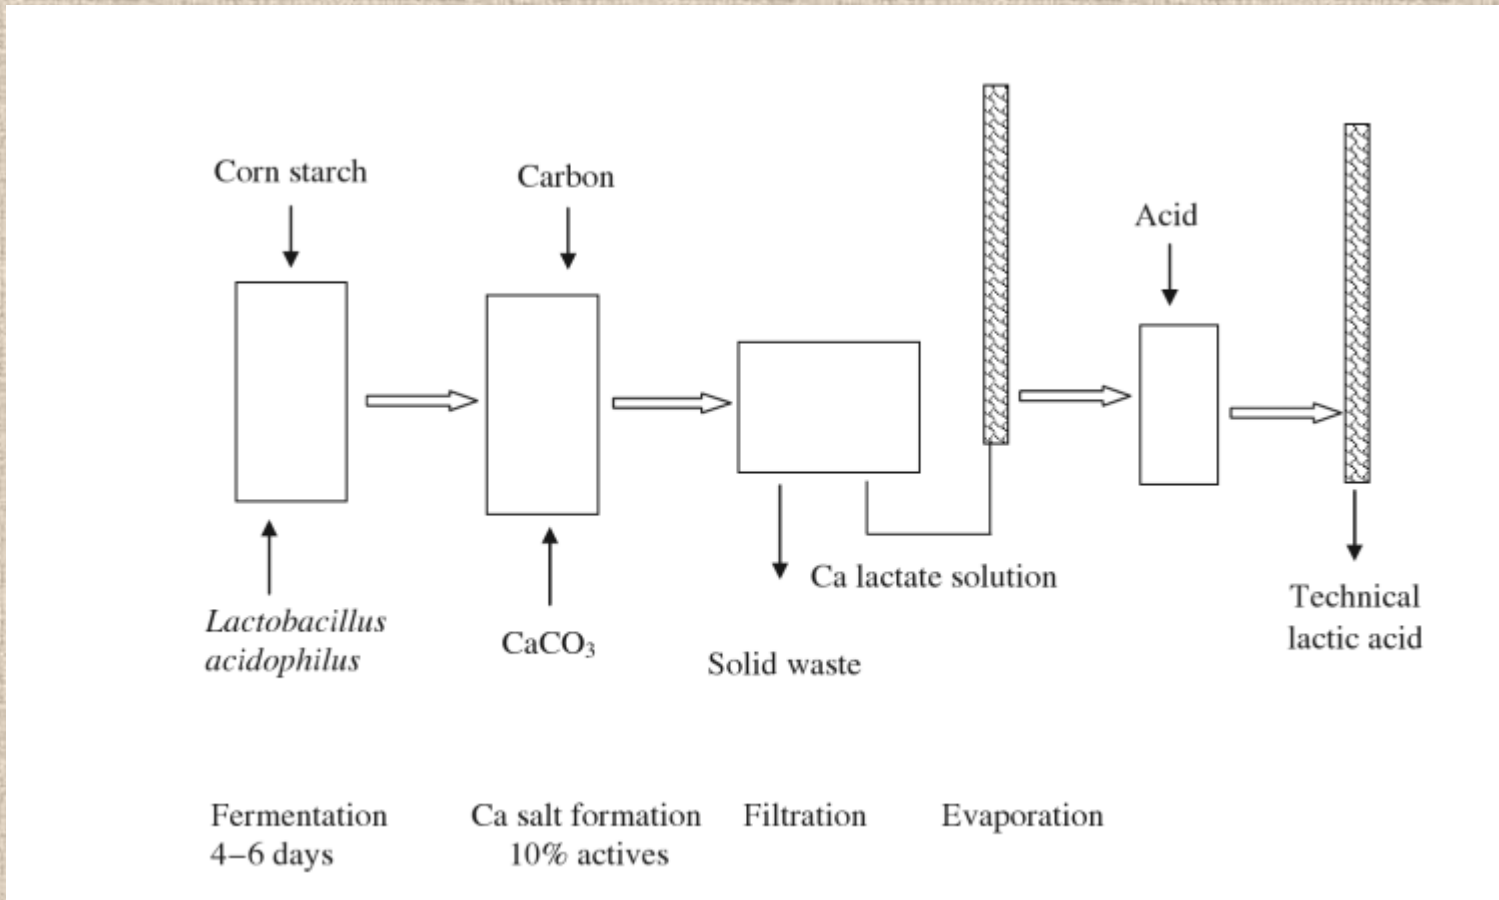 Corn starch
Carbon
Acid
Lactobacillus
acidophilus
CaCO₃
Ca lactate solution
Solid waste
Technical
lactic acid
Fermentation
4–6 days
Ca salt formation
10% actives
Filtration
Evaporation